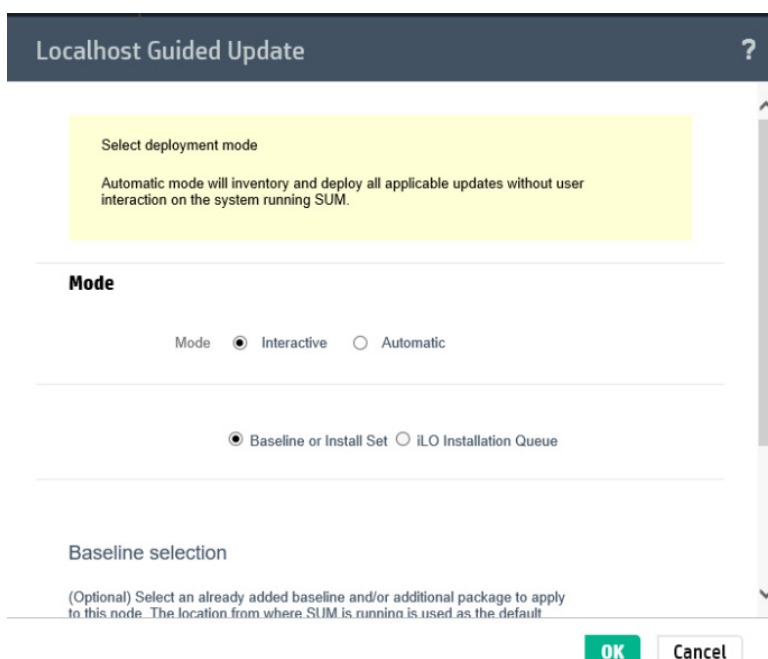 Localhost Guided Update ?
Select deployment mode
Automatic mode will inventory and deploy all applicable updates without user
interaction on the system running SUM.
Mode
Mode Interactive Automatic
Baseline or Install Set iLO Installation Queue
Baseline selection
(Optional) Select an already added baseline and/or additional package to apply
to this node. The location from where SUM is running is used as the default
OK Cancel